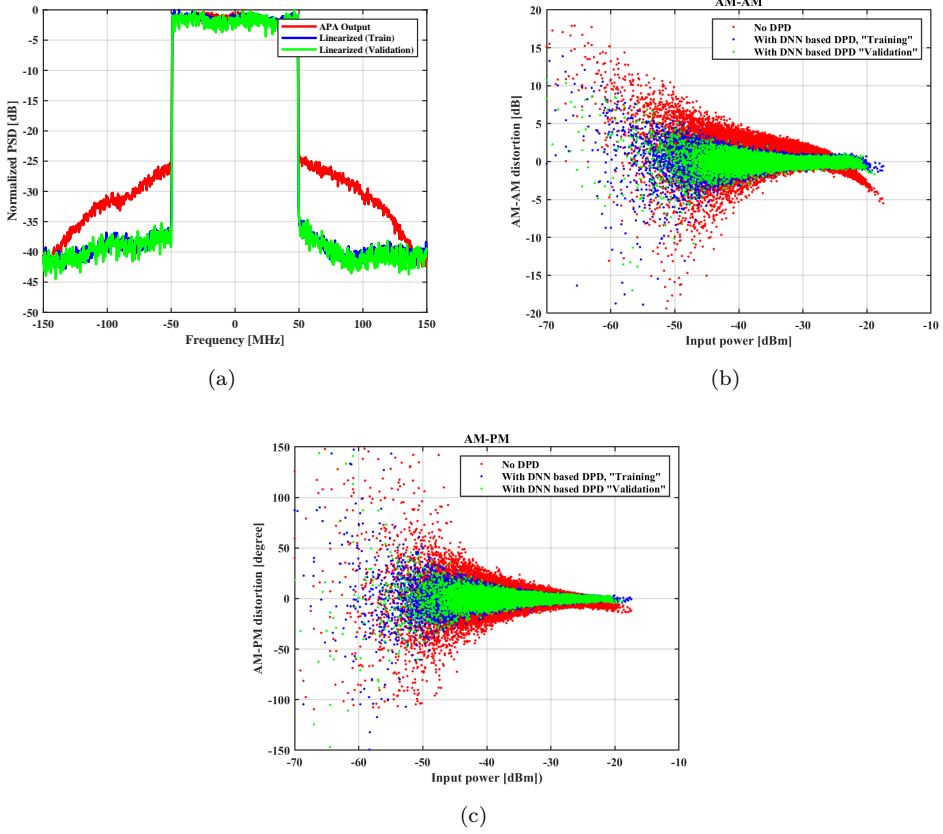 APA Output
Linearized (Train)
Linearized (Validation)
0
-5
-10
-15
-20
-25
-30
-35
-40
-45
-50
Normalized PSD [dB]
-150
-100
-50
0
50
100
150
Frequency [MHz]
(a)
AM-AM
No DPD
With DNN based DPD, "Training"
With DNN based DPD "Validation"
20
15
10
5
0
-5
-10
-15
-20
AM-AM distortion [dB]
-70
-60
-50
-40
-30
-20
-10
Input power [dBm]
(b)
AM-PM
No DPD
With DNN based DPD, "Training"
With DNN based DPD "Validation"
150
100
50
0
-50
-100
-150
AM-PM distortion [degree]
-70
-60
-50
-40
-30
-20
-10
Input power [dBm])
(c)